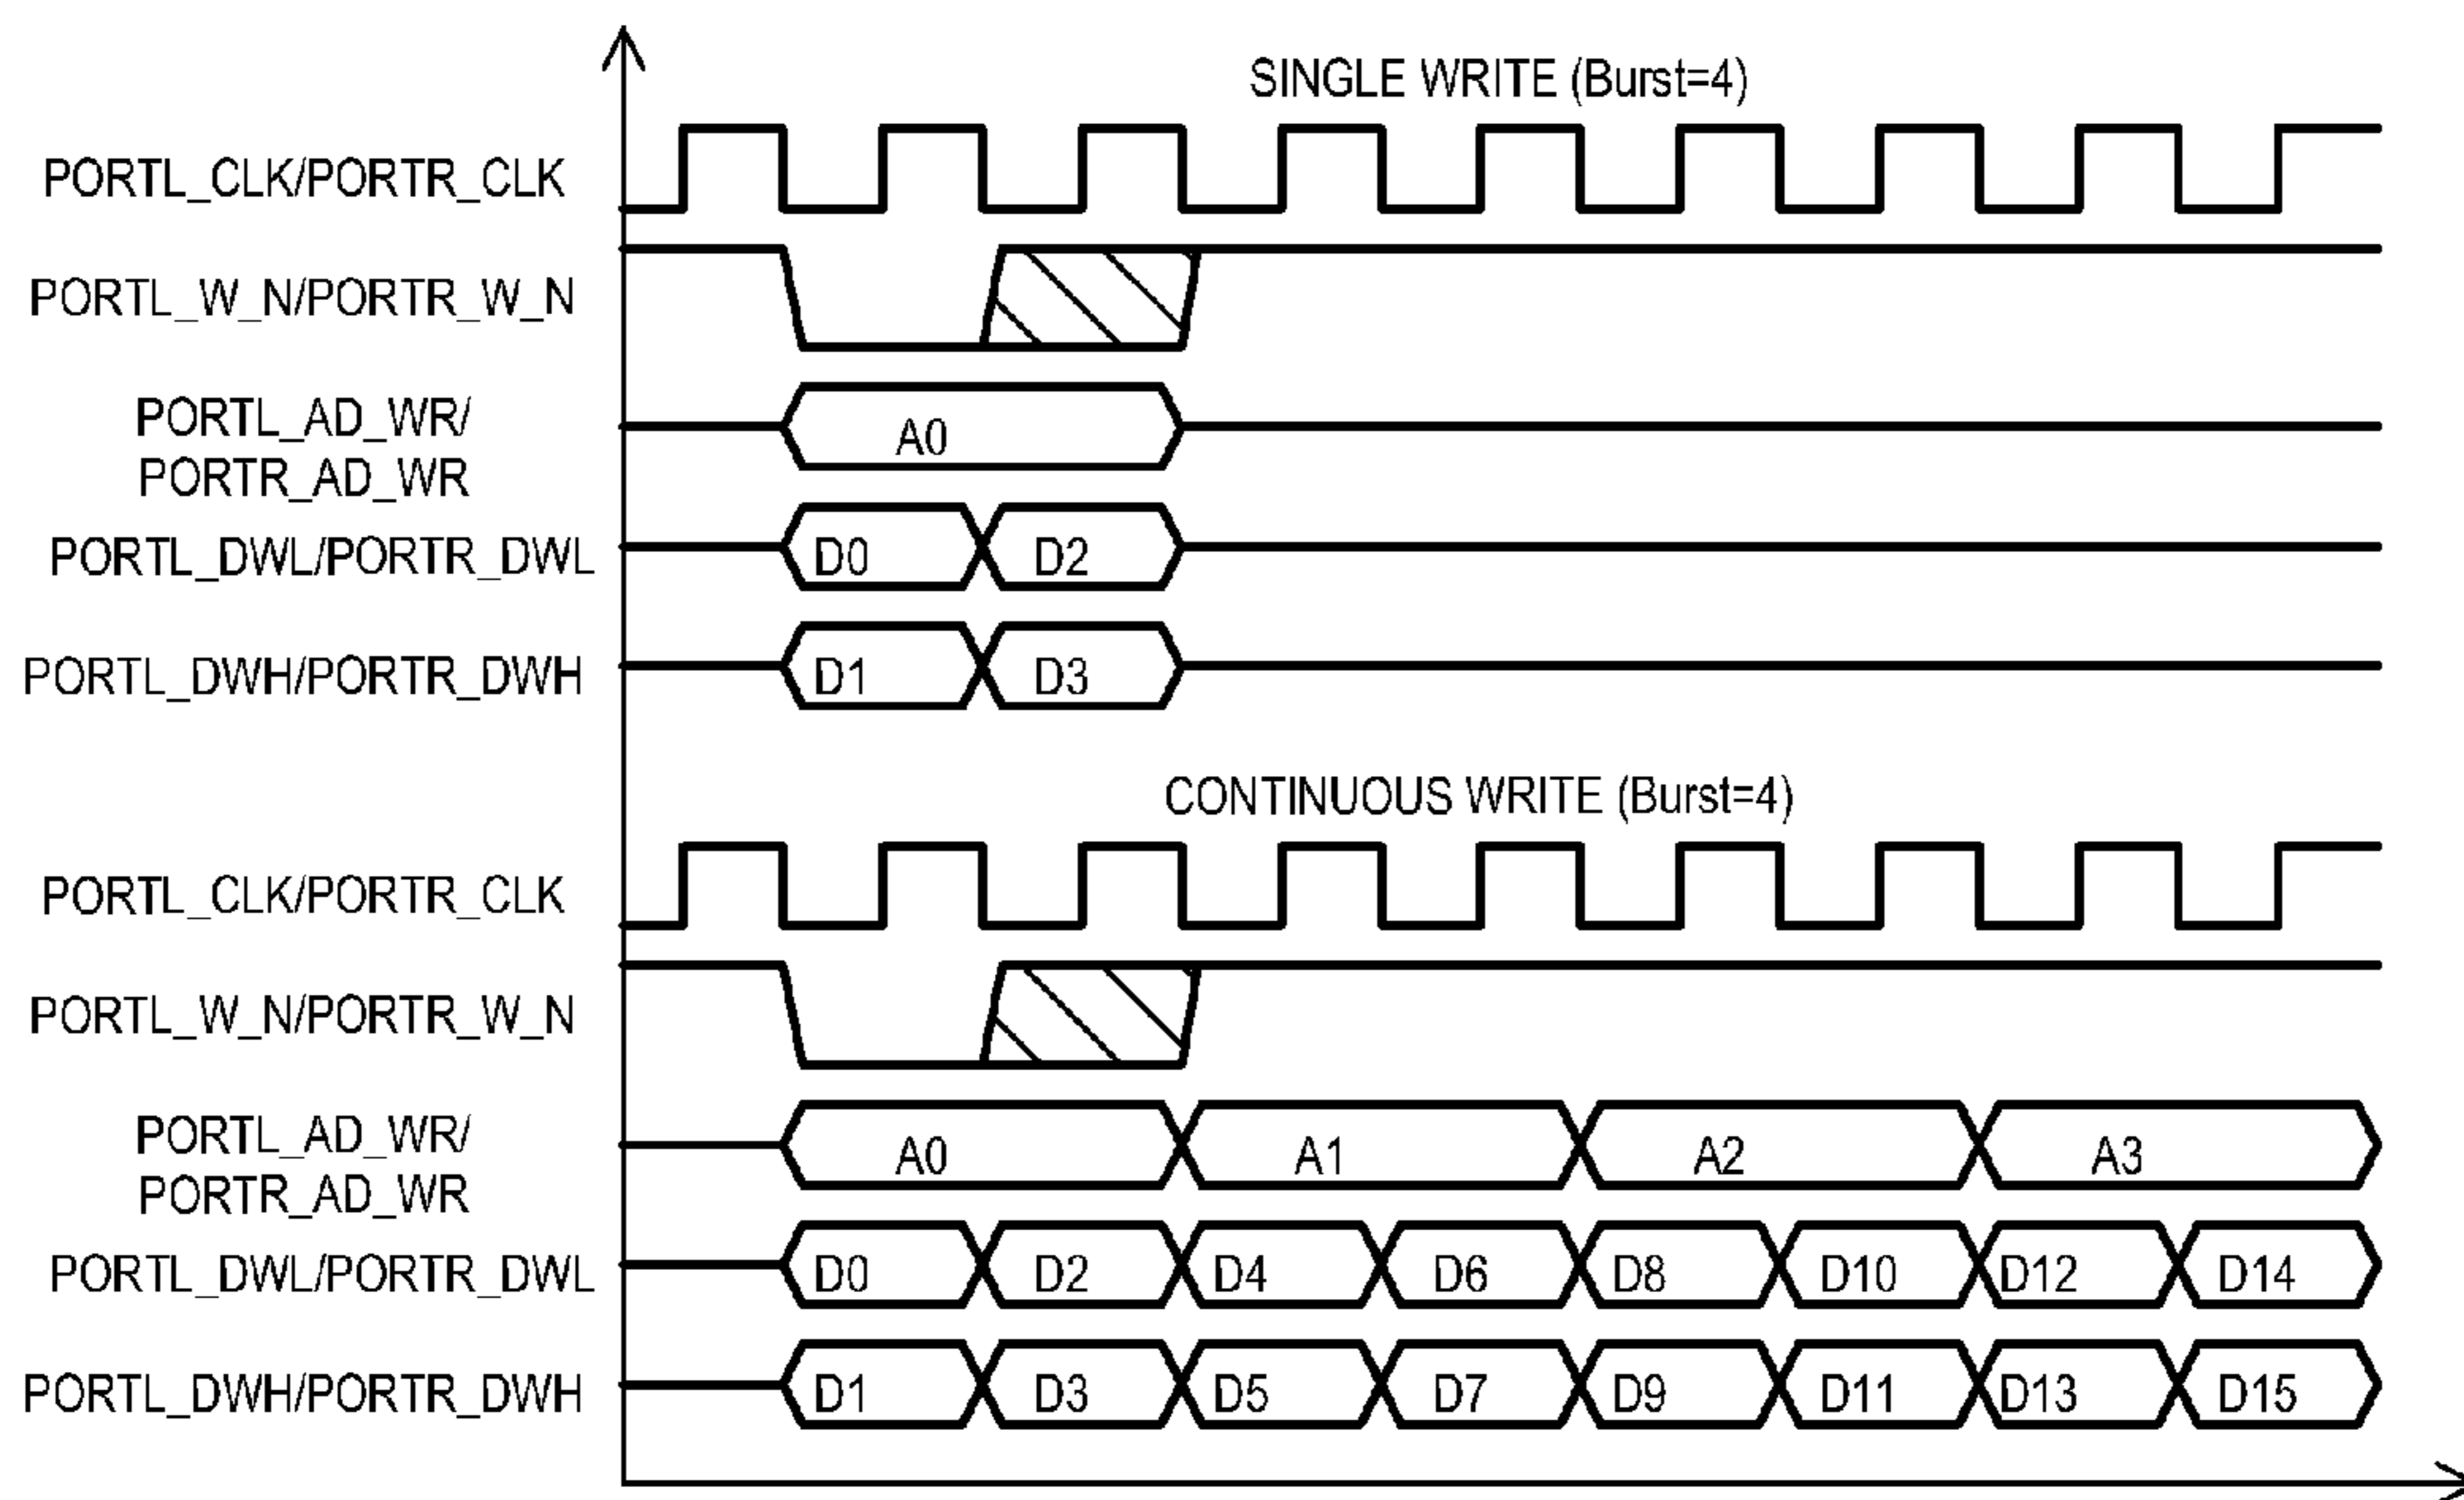 SINGLE WRITE (Burst=4)
PORTL_CLK/PORTR_CLK
PORTL_W_N/PORTR_W_N
PORTL_AD_WR/
PORTR_AD_WR
A0
PORTL_DWL/PORTR_DWL
D0 D2
PORTL_DWH/PORTR_DWH
D1 D3
CONTINUOUS WRITE (Burst=4)
PORTL_CLK/PORTR_CLK
PORTL_W_N/PORTR_W_N
PORTL_AD_WR/
PORTR_AD_WR
A0 A1 A2 A3
PORTL_DWL/PORTR_DWL
D0 D2 D4 D6 D8 D10 D12 D14
PORTL_DWH/PORTR_DWH
D1 D3 D5 D7 D9 D11 D13 D15